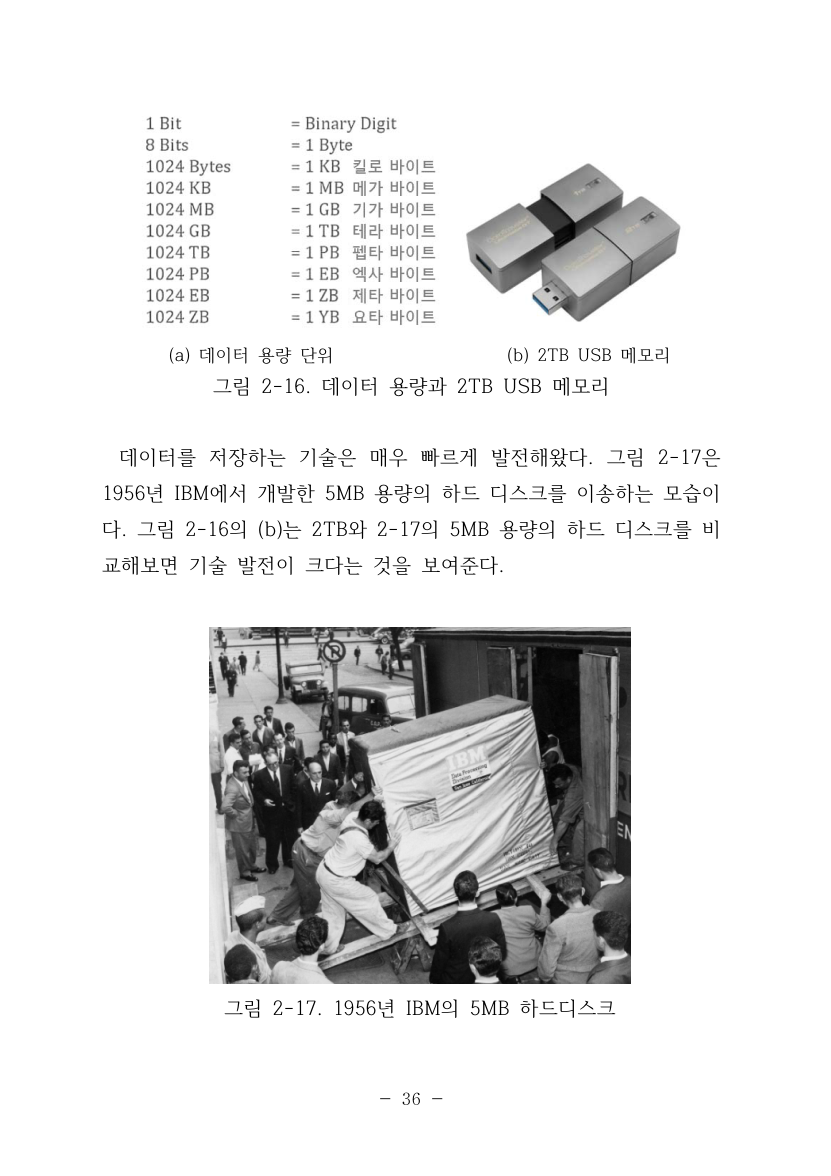 1 Bit = Binary Digit
8 Bits = 1 Byte
1024 Bytes = 1 KB 킬로 바이트
1024 KB = 1 MB 메가 바이트
1024 MB = 1 GB 기가 바이트
1024 GB = 1 TB 테라 바이트
1024 TB = 1 PB 펩타 바이트
1024 PB = 1 EB 엑사 바이트
1024 EB = 1 ZB 제타 바이트
1024 ZB = 1 YB 요타 바이트
(a) 데이터 용량 단위 (b) 2TB USB 메모리
그림 2-16. 데이터 용량과 2TB USB 메모리
데이터를 저장하는 기술은 매우 빠르게 발전해왔다. 그림 2-17은
1956년 IBM에서 개발한 5MB 용량의 하드 디스크를 이송하는 모습이
다. 그림 2-16의 (b)는 2TB와 2-17의 5MB 용량의 하드 디스크를 비
교해보면 기술 발전이 크다는 것을 보여준다.
IBM
Data Processing
Division
그림 2-17. 1956년 IBM의 5MB 하드디스크
- 36 -